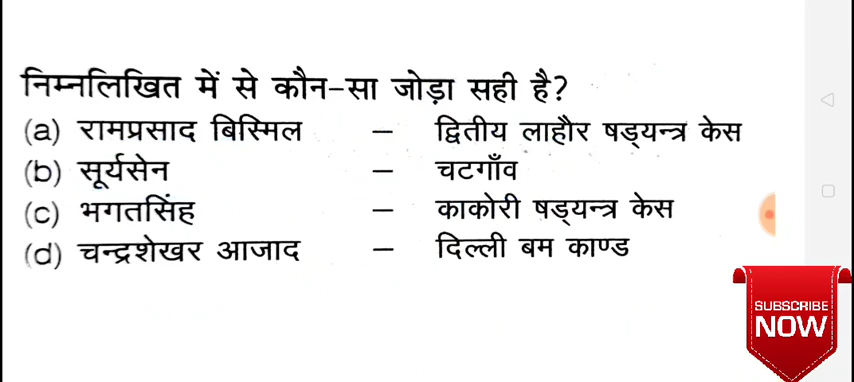 निम्नलिखित में से कौन-सा जोड़ा सही है?
(a) रामप्रसाद बिस्मिल – द्वितीय लाहौर षड्यन्त्र केस
(b) सूर्यसेन – चटगाँव
(c) भगतसिंह – काकोरी षड्यन्त्र केस
(d) चन्द्रशेखर आजाद – दिल्ली बम काण्ड
SUBSCRIBE
NOW